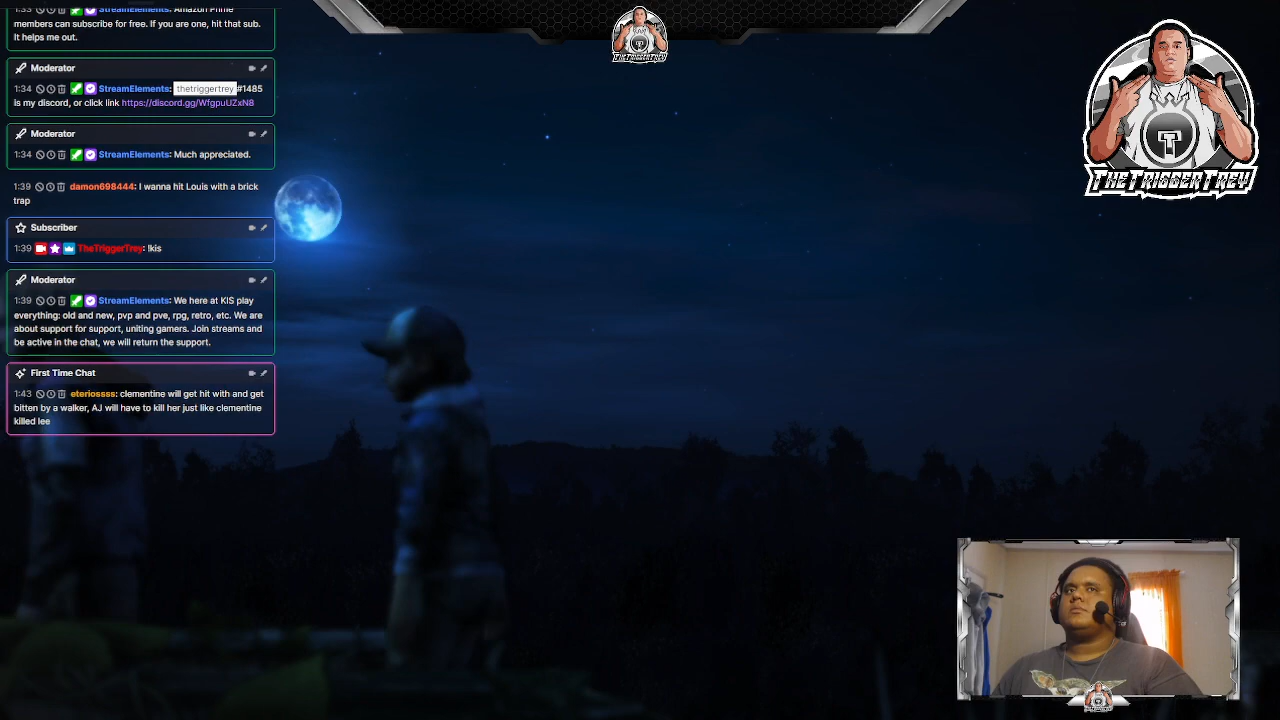 1:33 StreamElements: Amazon Prime
members can subscribe for free. If you are one, hit that sub.
It helps me out.
Moderator
1:34 StreamElements: thetriggertrey #1485
is my discord, or click link https://discord.gg/WfgpuUZxN8
Moderator
1:34 StreamElements: Much appreciated.
1:39 damon698444: I wanna hit Louis with a brick
trap
Subscriber
1:39 TheTriggerTrey: !kis
Moderator
1:39 StreamElements: We here at KIS play
everything: old and new, pvp and pve, rpg, retro, etc. We are
about support for support, uniting gamers. Join streams and
be active in the chat, we will return the support.
First Time Chat
1:43 eteriossss: clementine will get hit with and get
bitten by a walker, AJ will have to kill her just like clementine
killed lee
THETRIGGERTREY
T
THETRIGGERTREY